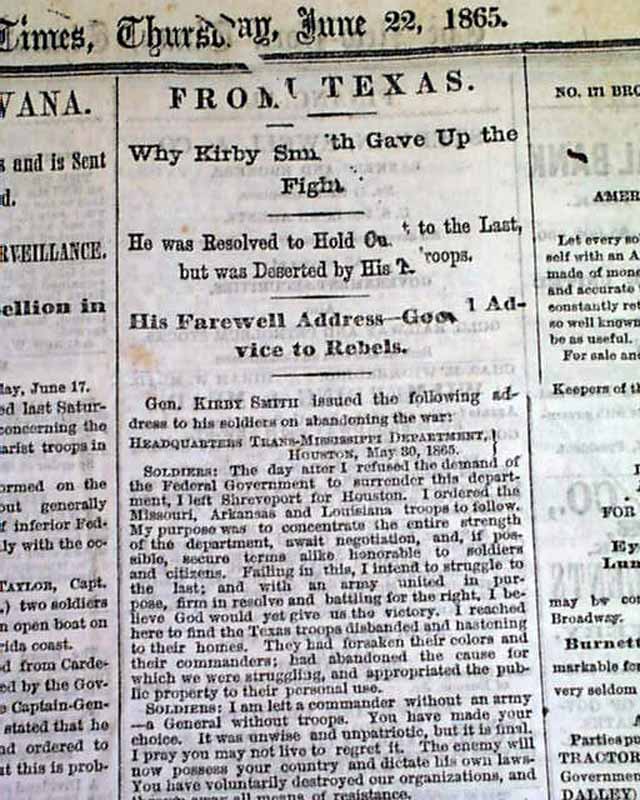 Times, Thursday, June 22, 1865.
VANA.
s and is Sent
d.
RVEILLANCE.
ellion in
May, June 17.
ed last Satur-
concerning the
arist troops in
ormed on the
out generally
f inferior Fed-
ly with the oc-
TAYLOR, Capt.
.) two soldiers
n open boat on
rida coast.
d from Carde-
ed by the Gov-
e Captain-Gen-
stated that he
nd ordered to
at this is prob-
FROM TEXAS.
Why Kirby Smith Gave Up the
Fight.
He was Resolved to Hold Out to the Last,
but was Deserted by His Troops.
His Farewell Address—Good Ad-
vice to Rebels.
Gen. KIRBY SMITH issued the following ad-
dress to his soldiers on abandoning the war:
HEADQUARTERS TRANS-MISSISSIPPI DEPARTMENT, }
HOUSTON, May 30, 1865. }
SOLDIERS: The day after I refused the demand of
the Federal Government to surrender this depart-
ment, I left Shreveport for Houston. I ordered the
Missouri, Arkansas and Louisiana troops to follow.
My purpose was to concentrate the entire strength
of the department, await negotiation, and, if pos-
sible, secure terms alike honorable to soldiers
and citizens. Failing in this, I intend to struggle to
the last; and with an army united in pur-
pose, firm in resolve and battling for the right, I be-
lieve God would yet give us the victory. I reached
here to find the Texas troops disbanded and hastening
to their homes. They had forsaken their colors and
their commanders; had abandoned the cause for
which we were struggling, and appropriated the pub-
lic property to their personal use.
SOLDIERS: I am left a commander without an army
—a General without troops. You have made your
choice. It was unwise and unpatriotic, but it is final.
I pray you may not live to regret it. The enemy will
now possess your country and dictate his own laws.
You have voluntarily destroyed our organizations, and
all means of resistance.
NO. 171 BRO
L BANK
AMER
Let every so
self with an A
made of mone
and accurate
constantly ret
so well known
be as useful.
For sale and
Keepers of th
FOR
Ey
Lun
may be con
Broadway.
Burnett
markable for
very seldom
Parties pu
TRACTOR
Governmen
DALLEY)